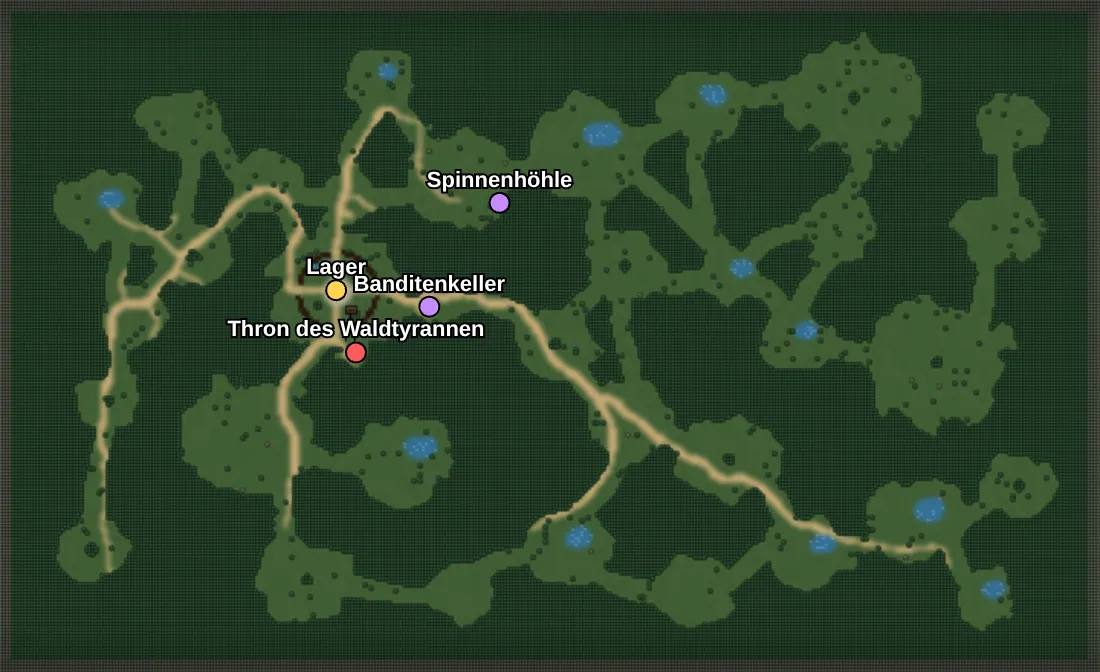 Spinnenhöhle
Lager
Banditenkeller
Thron des Waldtyrannen